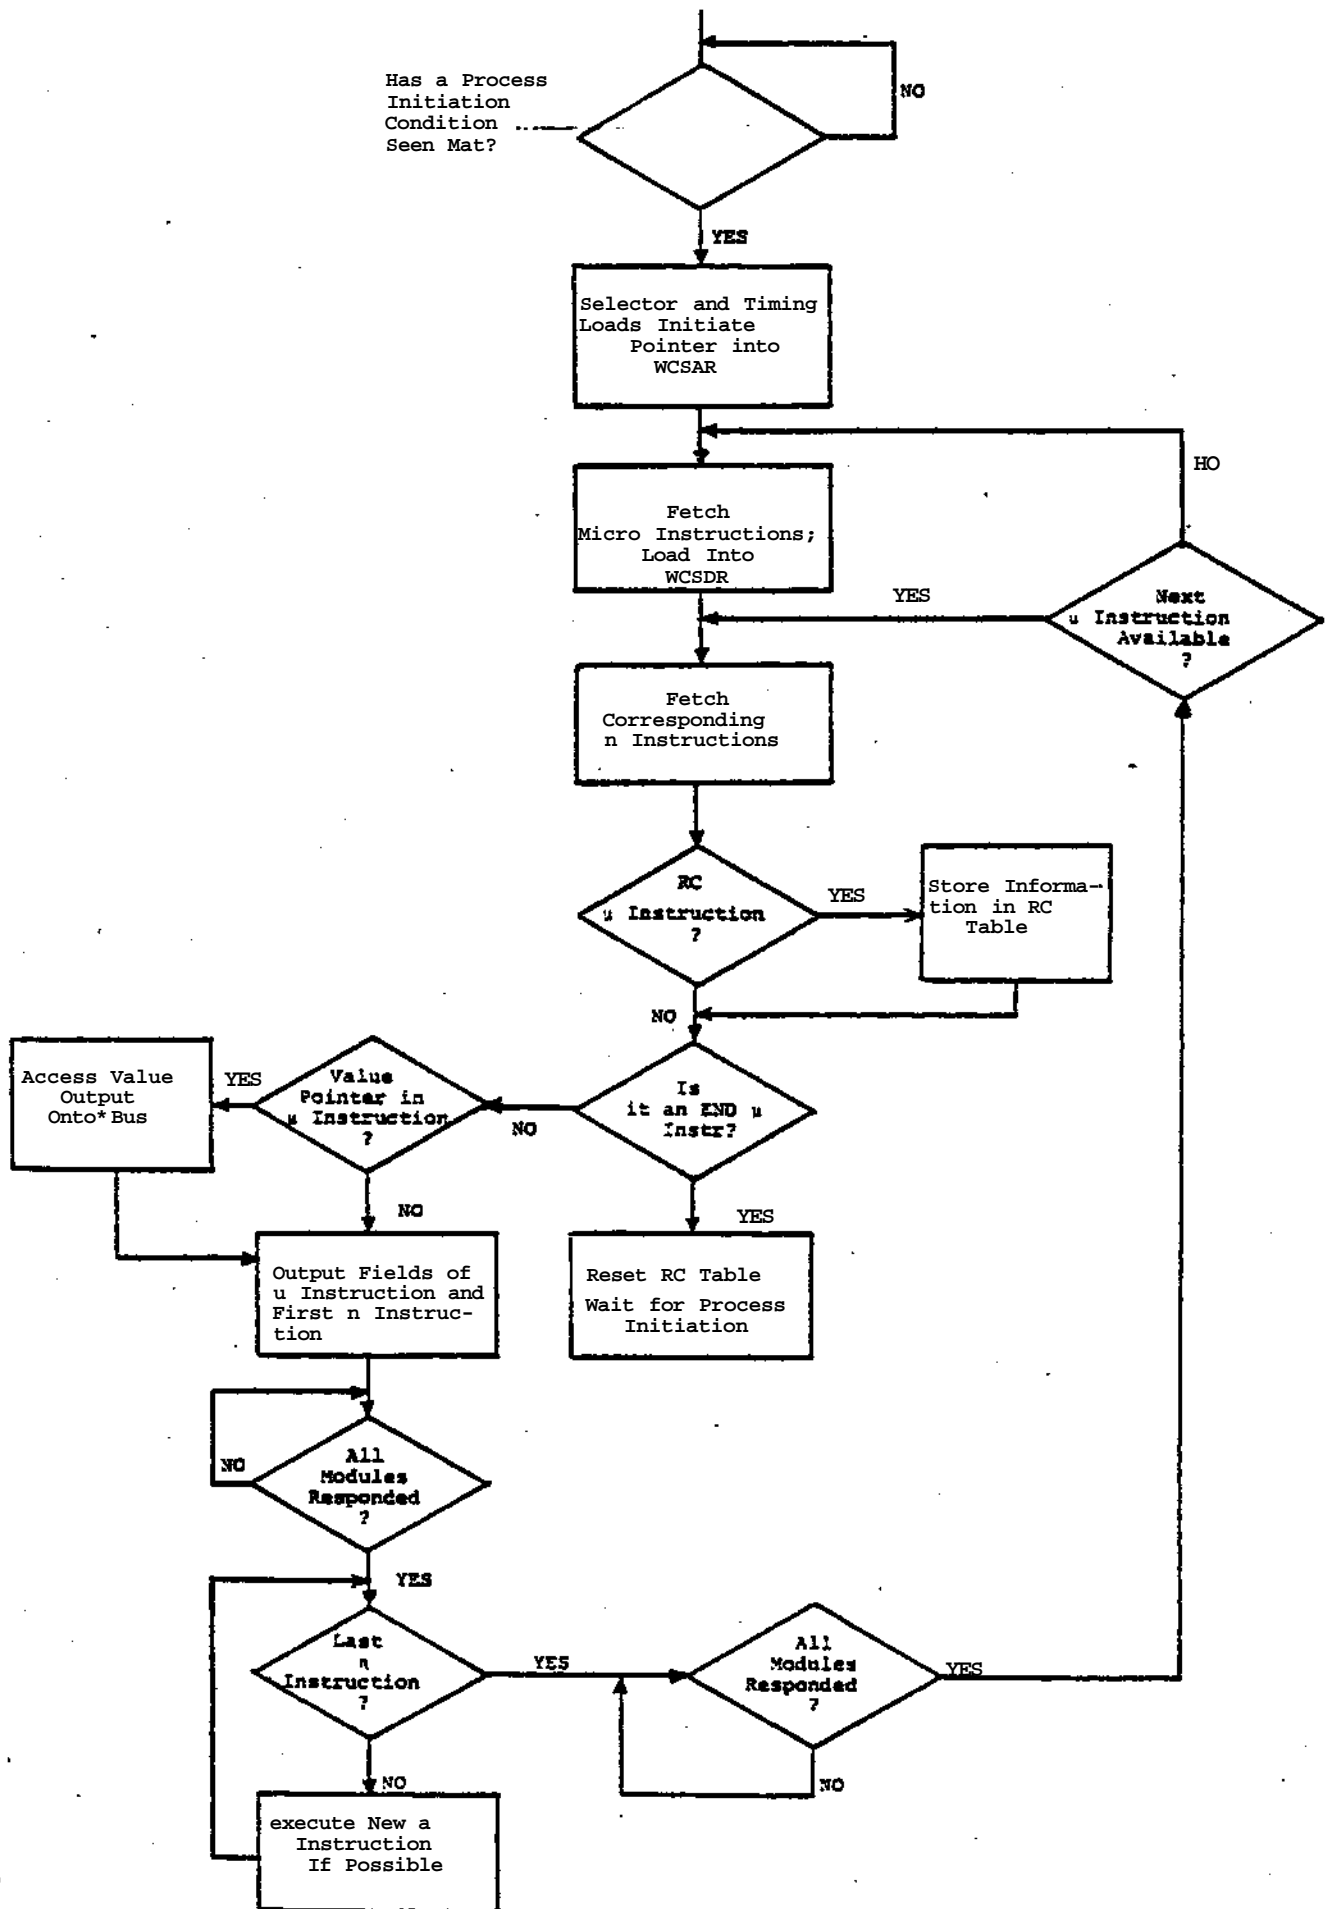 Has a Process
Initiation
Condition
Seen Mat?
NO
YES
Selector and Timing
Loads Initiate
Pointer into
WCSAR
HO
Fetch
Micro Instructions;
Load Into
WCSDR
YES
Next
u Instruction
Available
?
Fetch
Corresponding
n Instructions
RC
u Instruction
?
YES
Store Informa-
tion in RC
Table
NO
Access Value
Output
Onto*Bus
YES
Value
Pointer in
u Instruction
?
NO
Is
it an END u
Instr?
NO
YES
Output Fields of
u Instruction and
First n Instruc-
tion
Reset RC Table
Wait for Process
Initiation
NO
All
Modules
Responded
?
YES
Last
n
Instruction
?
YES
All
Modules
Responded
?
YES
NO
NO
execute New a
Instruction
If Possible